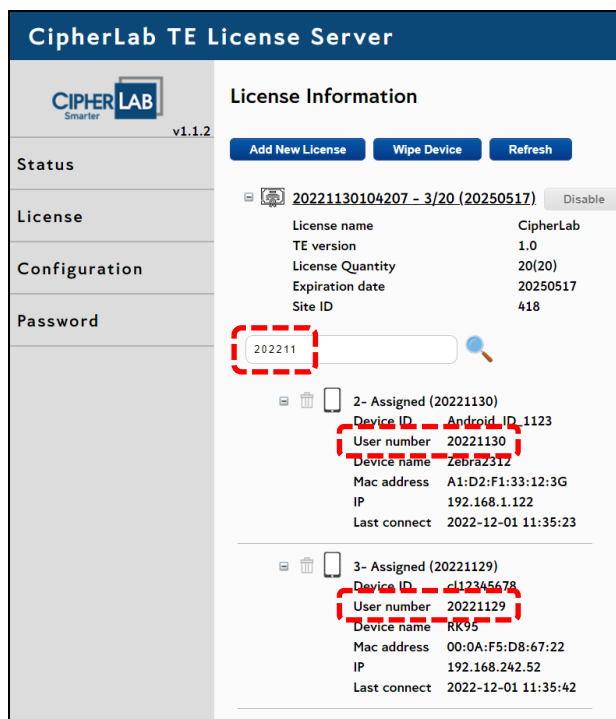 CipherLab TE License Server
CIPHERLAB
Smarter
v1.1.2
Status
License
Configuration
Password
License Information
Add New License Wipe Device Refresh
20221130104207 - 3/20 (20250517) Disable
License name CipherLab
TE version 1.0
License Quantity 20(20)
Expiration date 20250517
Site ID 418
202211
2- Assigned (20221130)
Device ID Android_ID_1123
User number 20221130
Device name Zebra2312
Mac address A1:D2:F1:33:12:3G
IP 192.168.1.122
Last connect 2022-12-01 11:35:23
3- Assigned (20221129)
Device ID cl12345678
User number 20221129
Device name RK95
Mac address 00:0A:F5:D8:67:22
IP 192.168.242.52
Last connect 2022-12-01 11:35:42